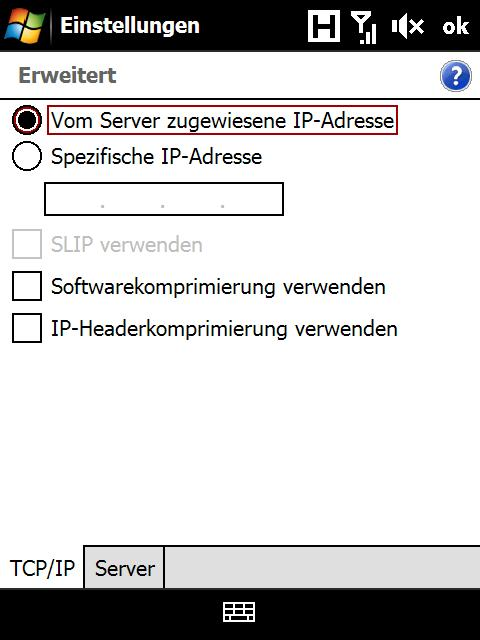 Einstellungen
H
ok
Erweitert
?
Vom Server zugewiesene IP-Adresse
Spezifische IP-Adresse
. . .
SLIP verwenden
Softwarekomprimierung verwenden
IP-Headerkomprimierung verwenden
TCP/IP
Server